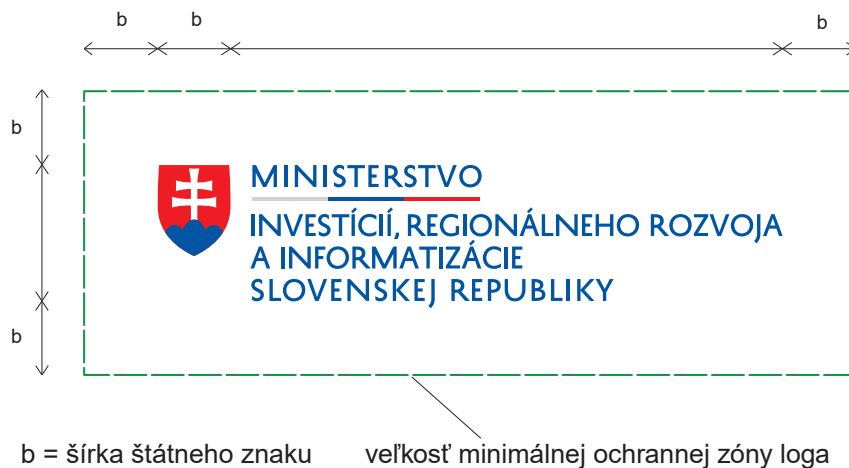 b b b
b
MINISTERSTVO
INVESTÍCIÍ, REGIONÁLNEHO ROZVOJA
A INFORMATIZÁCIE
SLOVENSKEJ REPUBLIKY
b
b = šírka štátneho znaku veľkosť minimálnej ochrannej zóny loga